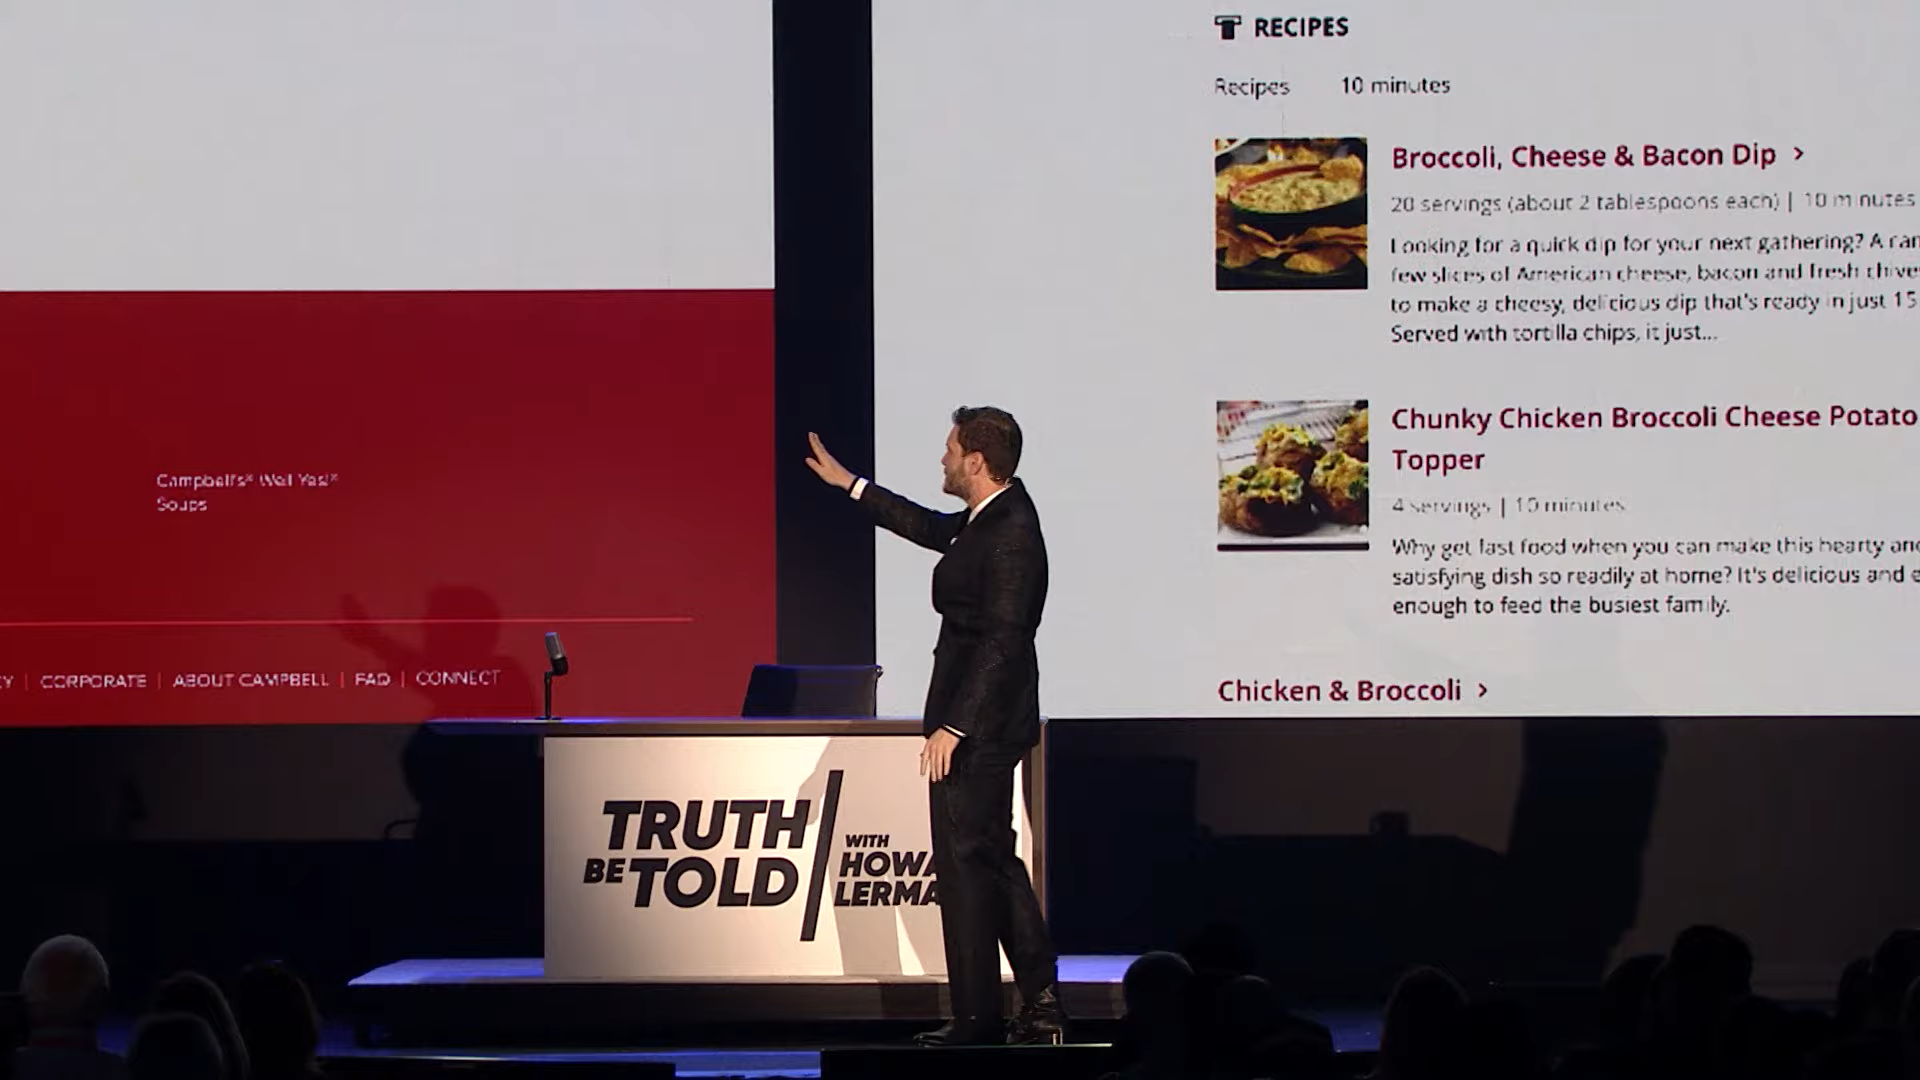 RECIPES
Recipes 10 minutes
Broccoli, Cheese & Bacon Dip >
20 servings (about 2 tablespoons each) | 10 minutes
Looking for a quick dip for your next gathering? A
few slices of American cheese, bacon and fresh
to make a cheesy, delicious dip that's ready in just 15
Served with tortilla chips, it just...
Chunky Chicken Broccoli Cheese Potato
Topper
4 servings | 10 minutes
Why get fast food when you can make this hearty
satisfying dish so readily at home? It's delicious and
enough to feed the busiest family.
Chicken & Broccoli >
Campbell's® Well Yes!®
Soups
| CORPORATE | ABOUT CAMPBELL | FAQ | CONNECT
TRUTH
BE TOLD
WITH
HOWA
LERMA